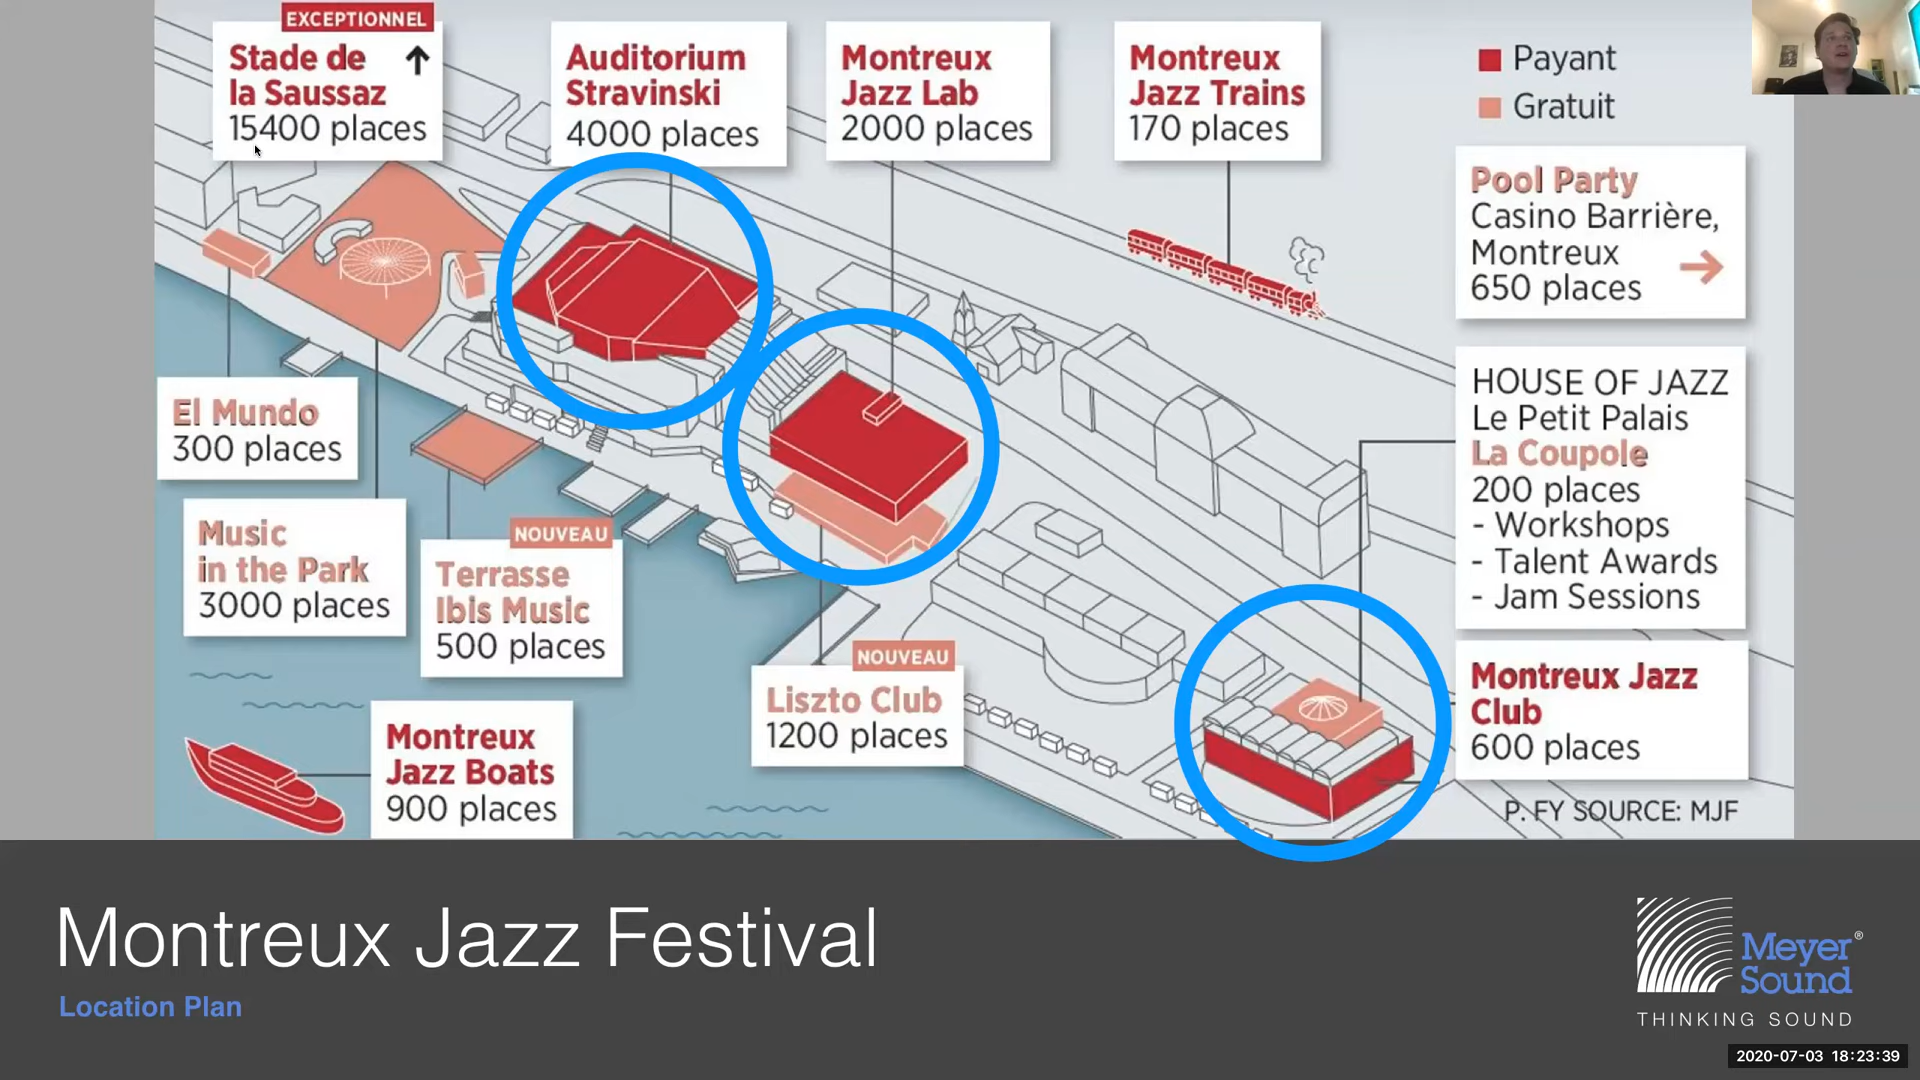 EXCEPTIONNEL
Stade de
la Saussaz
15400 places
Auditorium
Stravinski
4000 places
Montreux
Jazz Lab
2000 places
Montreux
Jazz Trains
170 places
Payant
Gratuit
Pool Party
Casino Barrière,
Montreux
650 places
HOUSE OF JAZZ
Le Petit Palais
La Coupole
200 places
- Workshops
- Talent Awards
- Jam Sessions
El Mundo
300 places
Music
in the Park
3000 places
NOUVEAU
Terrasse
Ibis Music
500 places
NOUVEAU
Liszto Club
1200 places
Montreux Jazz
Club
600 places
Montreux
Jazz Boats
900 places
P. FY SOURCE: MJF
Montreux Jazz Festival
Location Plan
Meyer®
Sound
THINKING SOUND
2020-07-03 18:23:39